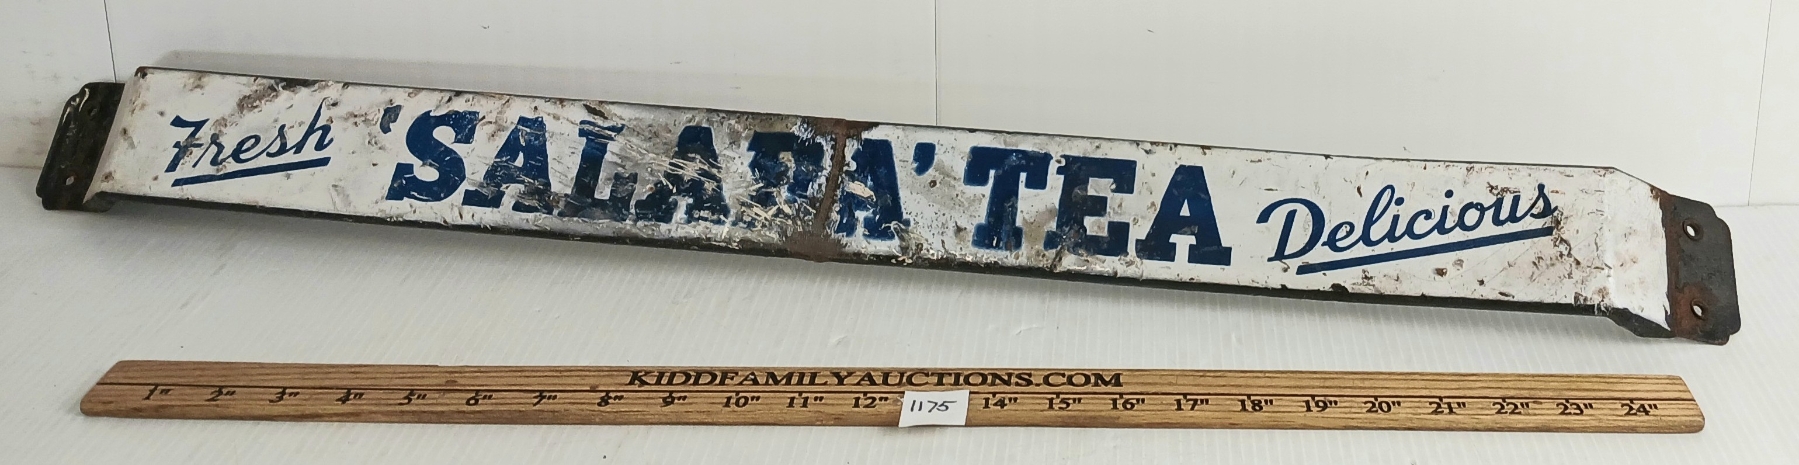 Fresh 'SALADA' TEA Delicious
KIDDFAMILYAUCTIONS.COM
1" 2" 3" 4" 5" 6" 7" 8" 9" 10" 11" 12" 14" 15" 16" 17" 18" 19" 20" 21" 22" 23" 24"
1175